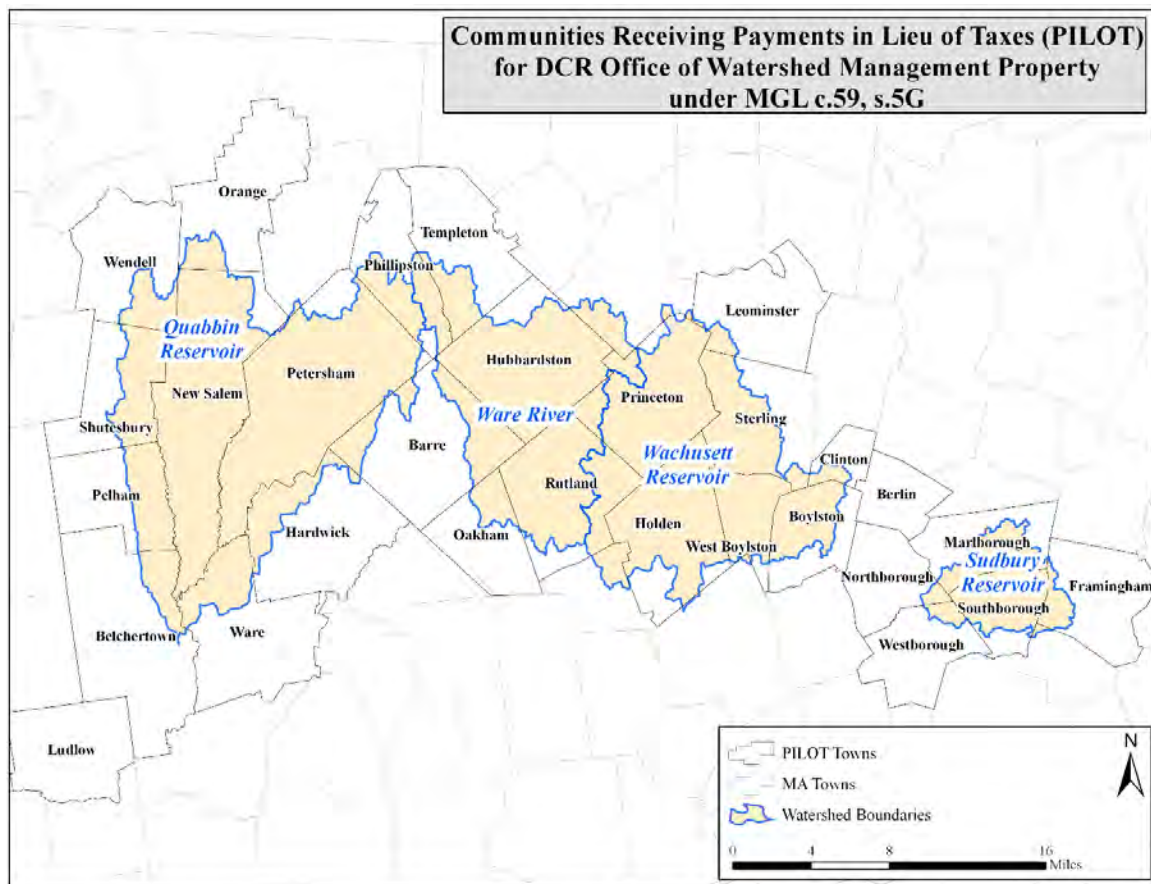 Communities Receiving Payments in Lieu of Taxes (PILOT)
for DCR Office of Watershed Management Property
under MGL c.59, s.5G
Orange
Templeton
Wendell
Phillipston
Leominster
Quabbin
Reservoir
Hubbardston
Petersham
New Salem
Princeton
Ware River
Sterling
Shutesbury
Barre
Wachusett
Reservoir
Clinton
Pelham
Rutland
Berlin
Hardwick
Oakham
Holden
Boylston
West Boylston
Marlborough
Sudbury
Reservoir
Northborough
Framingham
Southborough
Belchertown
Ware
Westborough
Ludlow
PILOT Towns
MA Towns
Watershed Boundaries
N
0 4 8 16
Miles